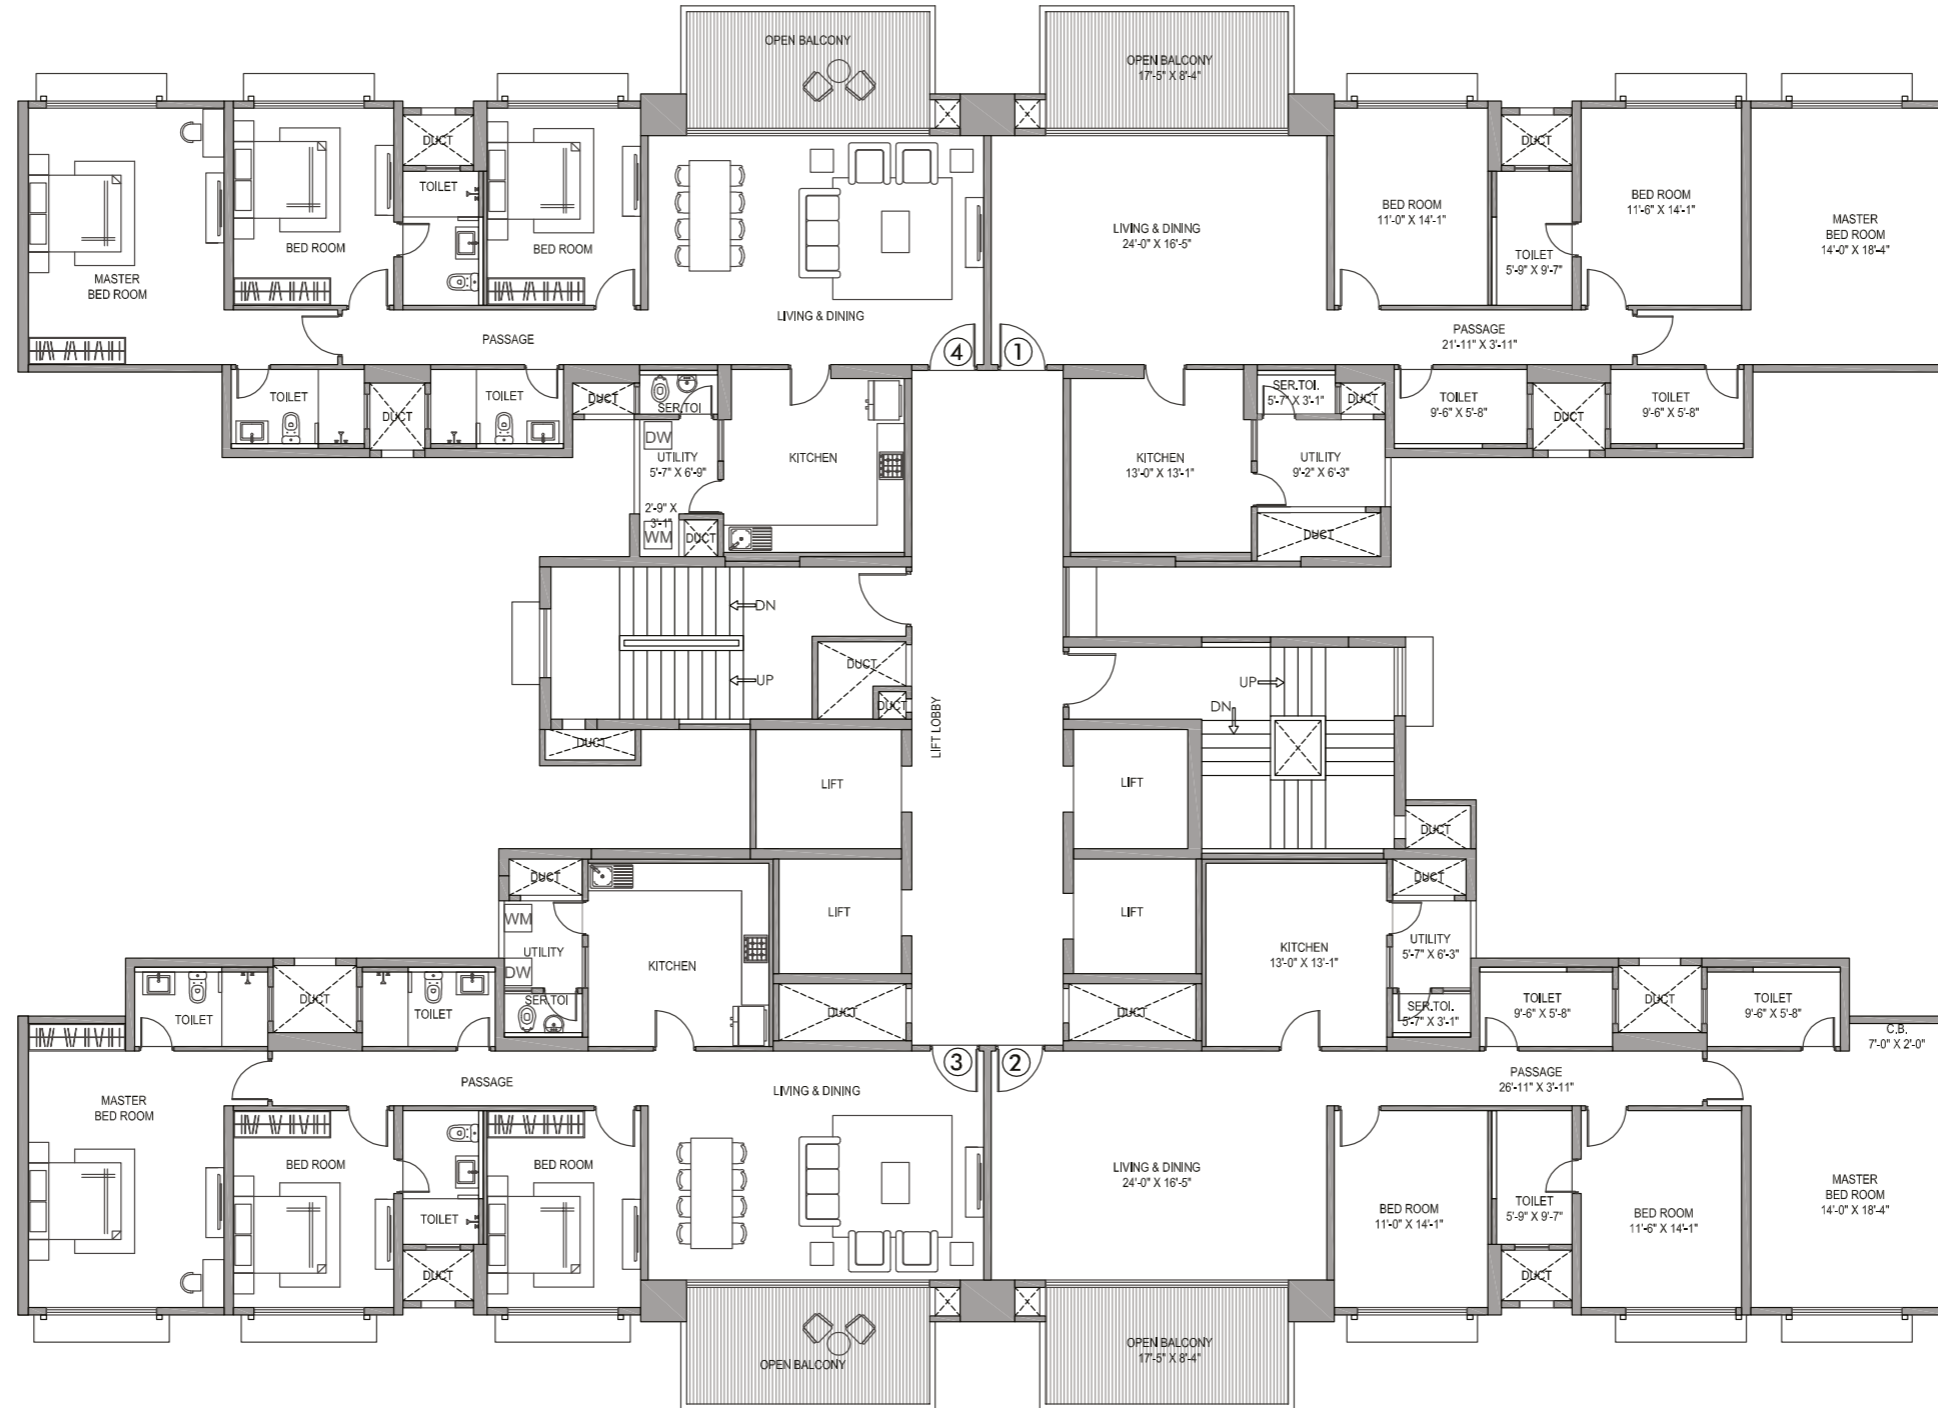 OPEN BALCONY
OPEN BALCONY
17'-5" X 8'-4"
DUCT
TOILET
BED ROOM
BED ROOM
MASTER
BED ROOM
LIVING & DINING
PASSAGE
LIVING & DINING
24'-0" X 16'-5"
BED ROOM
11'-0" X 14'-1"
DUCT
TOILET
5'-9" X 9'-7"
BED ROOM
11'-6" X 14'-1"
MASTER
BED ROOM
14'-0" X 18'-4"
PASSAGE
21'-11" X 3'-11"
4
1
TOILET
DUCT
TOILET
DUCT
SER.TOI
DW
UTILITY
5'-7" X 6'-9"
2'-9" X
3'-1"
WM
DUCT
KITCHEN
KITCHEN
13'-0" X 13'-1"
SER.TOI.
5'-7" X 3'-1"
DUCT
UTILITY
9'-2" X 6'-3"
DUCT
TOILET
9'-6" X 5'-8"
DUCT
TOILET
9'-6" X 5'-8"
DN
UP
DUCT
DUCT
DUCT
LIFT LOBBY
UP
DN
LIFT
LIFT
DUCT
LIFT
LIFT
DUCT
DUCT
DUCT
WM
UTILITY
DW
SER.TOI
KITCHEN
KITCHEN
13'-0" X 13'-1"
DUCT
UTILITY
5'-7" X 6'-3"
SER.TOI.
5'-7" X 3'-1"
TOILET
DUCT
TOILET
TOILET
9'-6" X 5'-8"
DUCT
TOILET
9'-6" X 5'-8"
C.B.
7'-0" X 2'-0"
3
2
PASSAGE
LIVING & DINING
PASSAGE
26'-11" X 3'-11"
MASTER
BED ROOM
BED ROOM
TOILET
DUCT
BED ROOM
LIVING & DINING
24'-0" X 16'-5"
BED ROOM
11'-0" X 14'-1"
TOILET
5'-9" X 9'-7"
DUCT
BED ROOM
11'-6" X 14'-1"
MASTER
BED ROOM
14'-0" X 18'-4"
OPEN BALCONY
OPEN BALCONY
17'-5" X 8'-4"